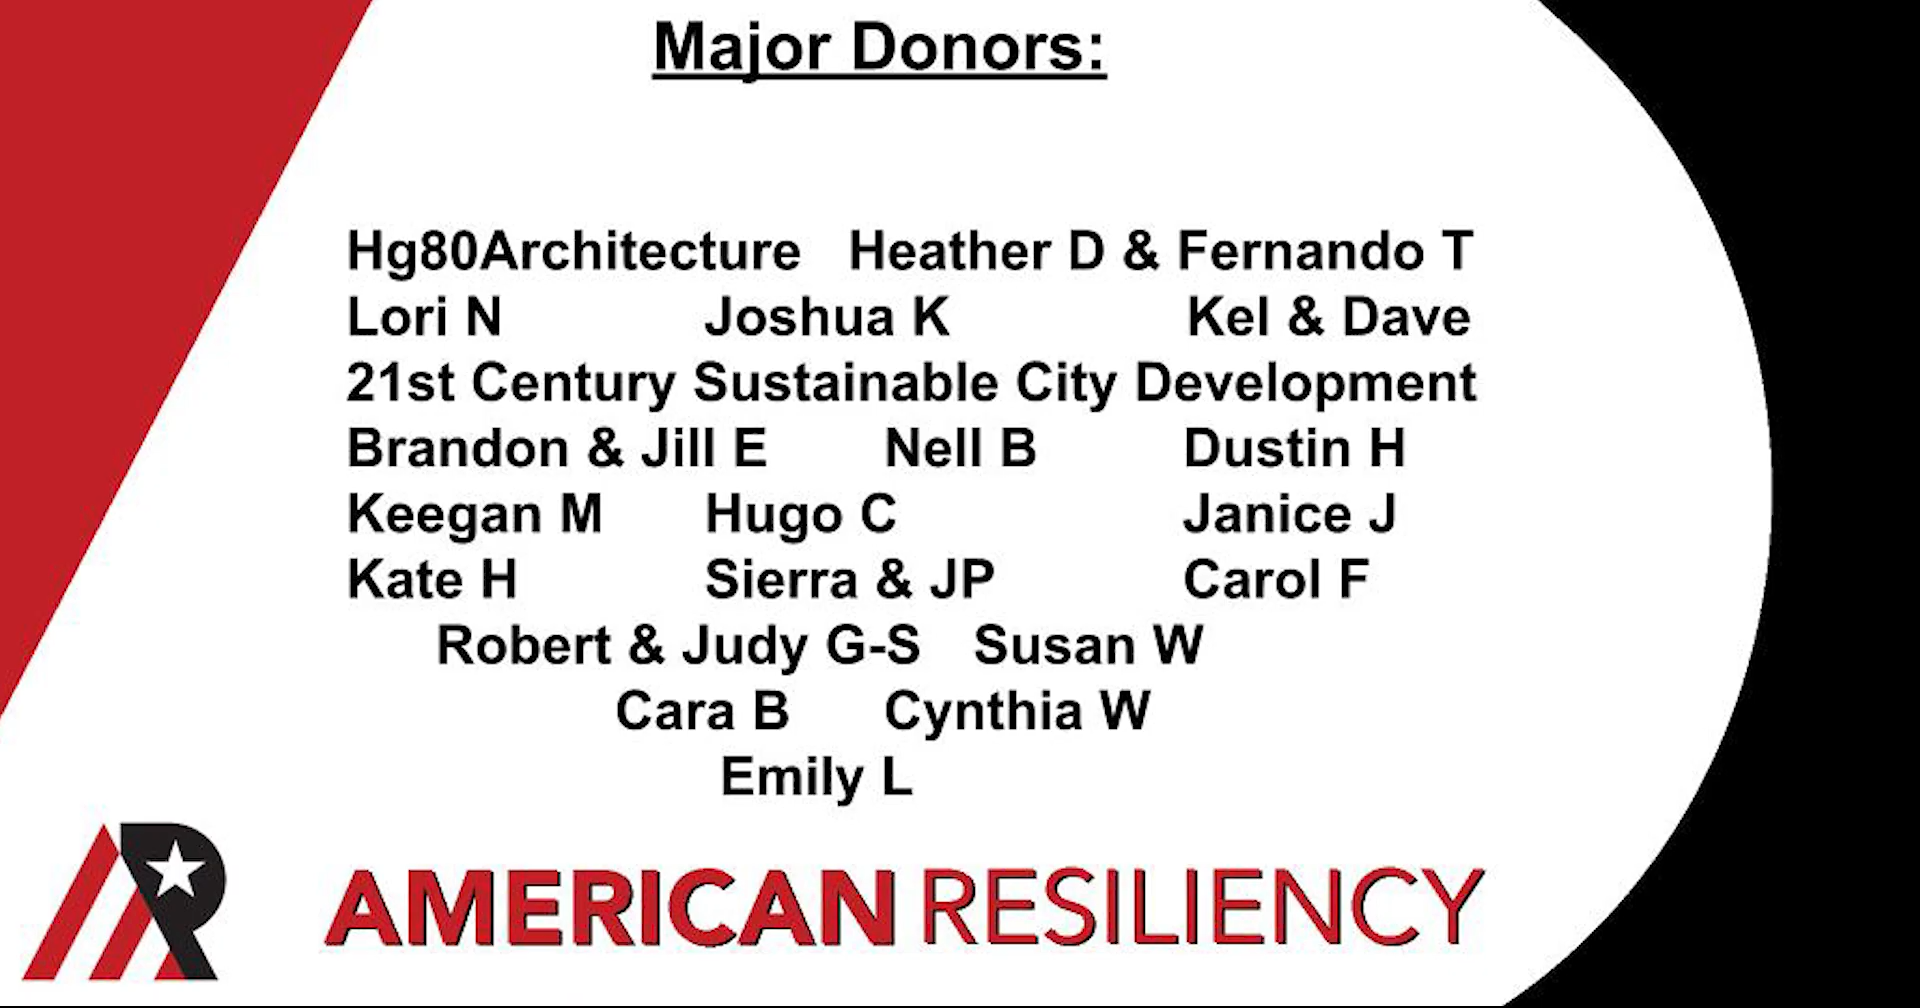 Major Donors:
Hg80Architecture Heather D & Fernando T
Lori N Joshua K Kel & Dave
21st Century Sustainable City Development
Brandon & Jill E Nell B Dustin H
Keegan M Hugo C Janice J
Kate H Sierra & JP Carol F
Robert & Judy G-S Susan W
Cara B Cynthia W
Emily L
AR AMERICAN RESILIENCY